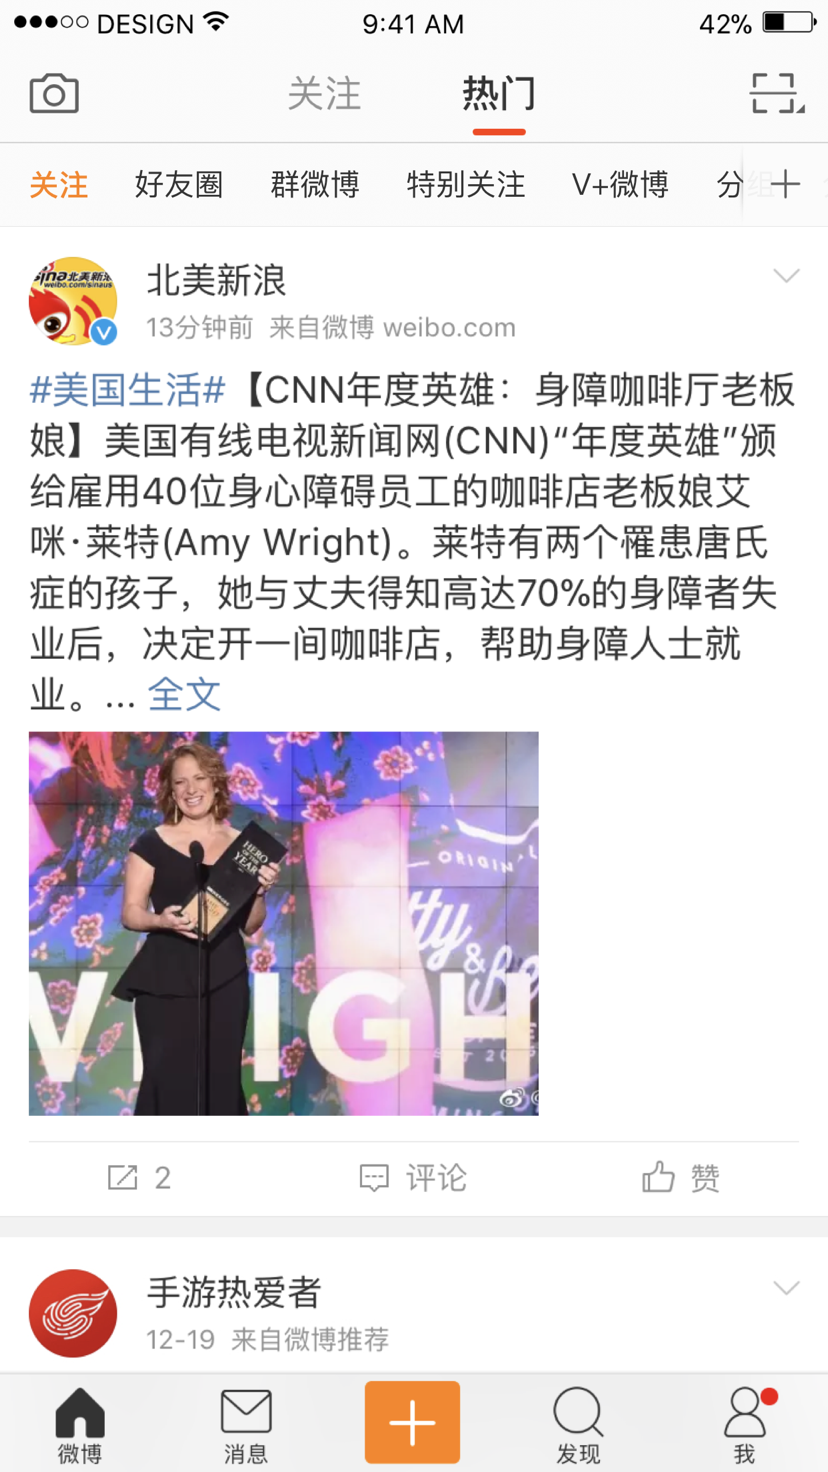 DESIGN 9:41 AM 42%
关注 热门
关注 好友圈 群微博 特别关注 V+微博 分组
sina北美新浪
weibo.com/sinaus
北美新浪
13分钟前 来自微博 weibo.com
#美国生活#【CNN年度英雄：身障咖啡厅老板
娘】美国有线电视新闻网(CNN)“年度英雄”颁
给雇用40位身心障碍员工的咖啡店老板娘艾
咪·莱特(Amy Wright)。莱特有两个罹患唐氏
症的孩子，她与丈夫得知高达70%的身障者失
业后，决定开一间咖啡店，帮助身障人士就
业。... 全文
HERO
OF THE
YEAR
ORIGIN
ty
&
IGH
2
评论
赞
手游热爱者
12-19 来自微博推荐
微博 消息 发现 我